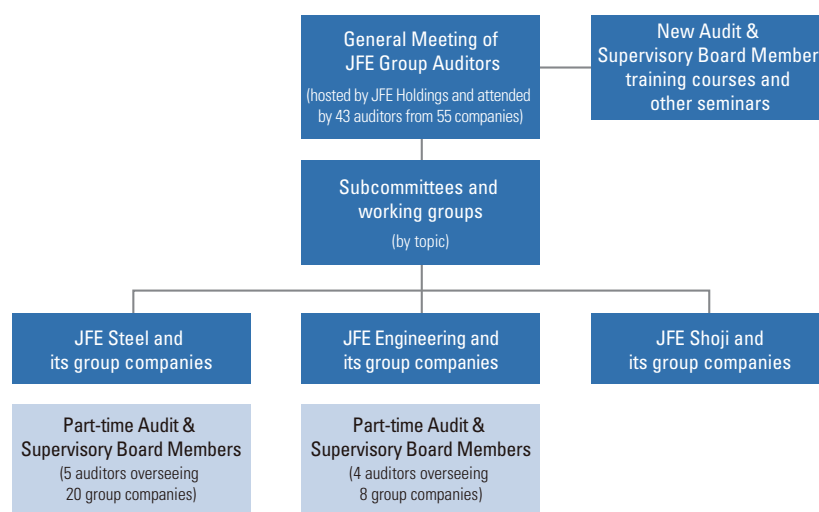 General Meeting of
JFE Group Auditors
(hosted by JFE Holdings and attended
by 43 auditors from 55 companies)
New Audit &
Supervisory Board Member
training courses and
other seminars
Subcommittees and
working groups
(by topic)
JFE Steel and
its group companies
JFE Engineering and
its group companies
JFE Shoji and
its group companies
Part-time Audit &
Supervisory Board Members
(5 auditors overseeing
20 group companies)
Part-time Audit &
Supervisory Board Members
(4 auditors overseeing
8 group companies)